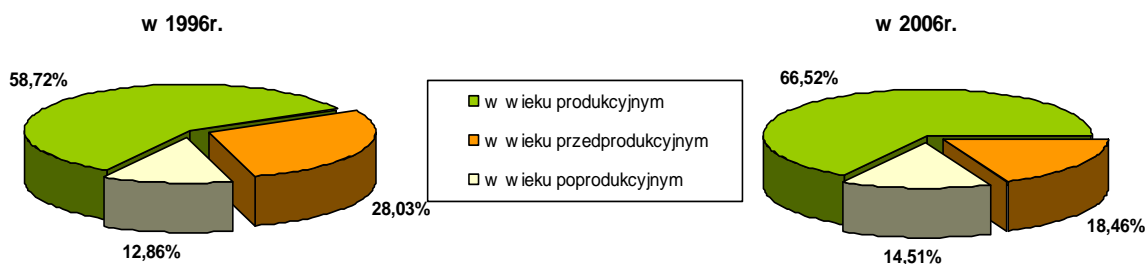 w 1996r.
58,72%
28,03%
12,86%
w wieku produkcyjnym
w wieku przedprodukcyjnym
w wieku poprodukcyjnym
w 2006r.
66,52%
18,46%
14,51%